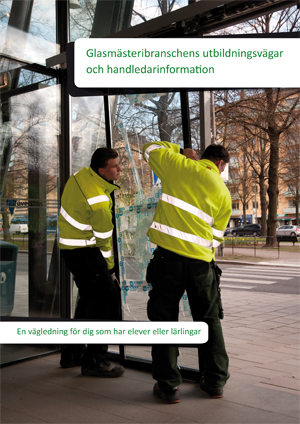 Glasmästeribranschens utbildningsvägar
och handledarinformation
En vägledning för dig som har elever eller lärlingar